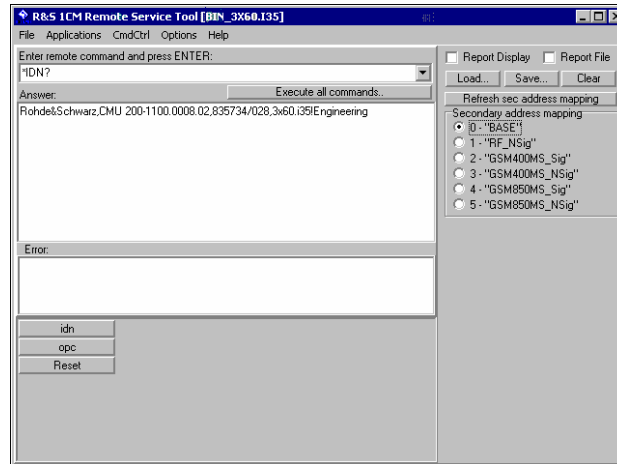 R&S 1CM Remote Service Tool [BIN_3X60.I35]
File Applications CmdCtrl Options Help
Enter remote command and press ENTER:
*IDN?
Answer:
Execute all commands..
Rohde&Schwarz,CMU 200-1100.0008.02,835734/028,3x60.i35!Engineering
Error:
idn
opc
Reset
Report Display Report File
Load... Save... Clear
Refresh sec address mapping
Secondary address mapping
0 - "BASE"
1 - "RF_NSig"
2 - "GSM400MS_Sig"
3 - "GSM400MS_NSig"
4 - "GSM850MS_Sig"
5 - "GSM850MS_NSig"